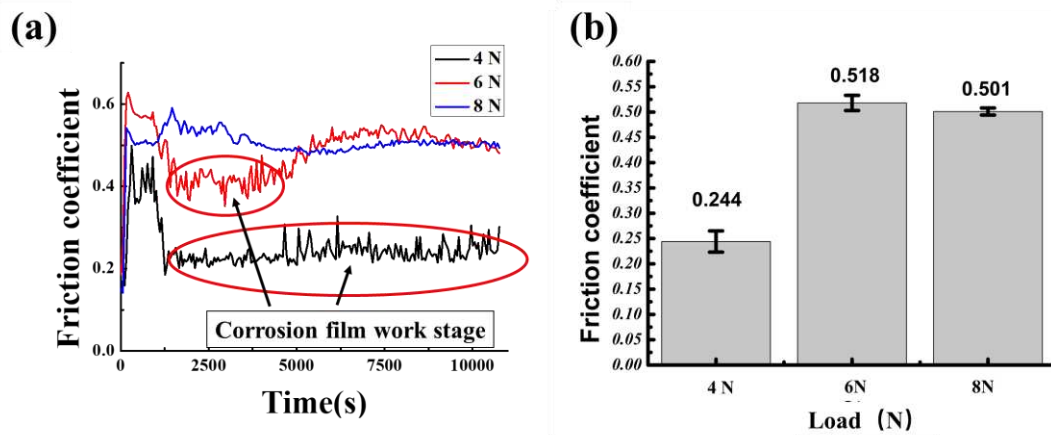 (a)
Friction coefficient
0.6
0.4
0.2
0.0
4 N
6 N
8 N
Corrosion film work stage
0
2500
5000
7500
10000
Time(s)
(b)
Friction coefficient
0.60
0.55
0.50
0.45
0.40
0.35
0.30
0.25
0.20
0.15
0.10
0.05
0.00
0.244
0.518
0.501
4 N
6N
8N
Load（N）